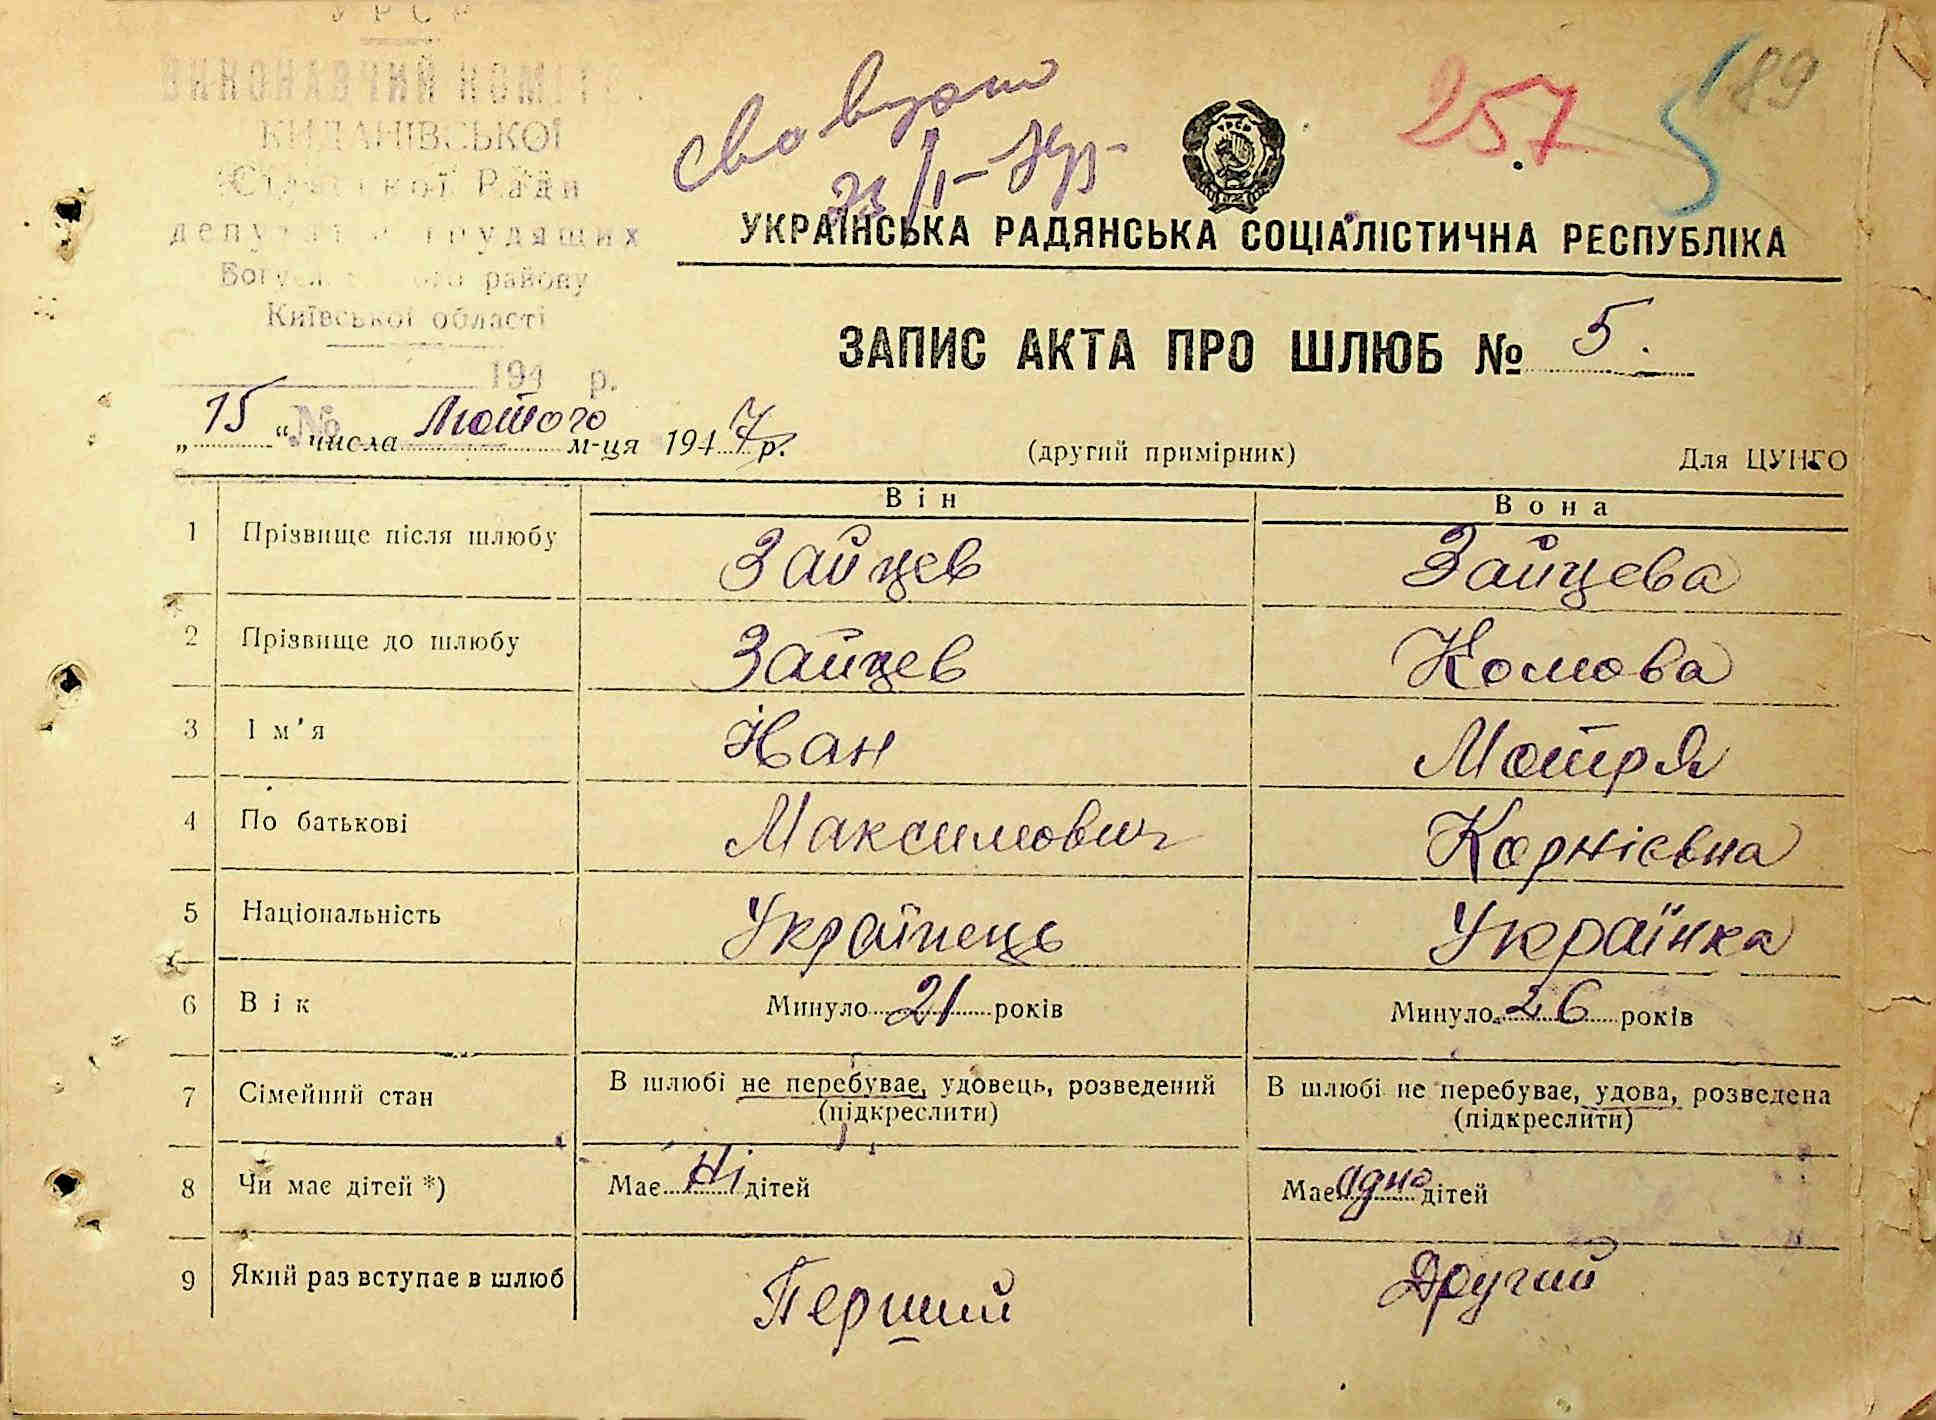 УРСР
ВИКОНАВЧИЙ КОМІТЕТ
КИДАНІВСЬКОЇ
Сільської Ради
депутатів трудящих
Богуславського району
Київської області
194 р.
№
257
5
189
УКРАЇНСЬКА РАДЯНСЬКА СОЦІАЛІСТИЧНА РЕСПУБЛІКА
ЗАПИС АКТА ПРО ШЛЮБ № 5.
„15“ числа Лютого м-ця 1947 р.
(другий примірник)
Для ЦУНГО
Він Вона
1 Прізвище після шлюбу Зайцев Зайцева
2 Прізвище до шлюбу Зайцев Комова
3 Ім'я Іван Мотря
4 По батькові Максимович Корнієвна
5 Національність Українець Українка
6 Вік Минуло 21 років Минуло 26 років
7 Сімейний стан В шлюбі не перебуває, удовець, розведений (підкреслити) В шлюбі не перебуває, удова, розведена (підкреслити)
8 Чи має дітей *) Має Ні дітей Має одно дітей
9 Який раз вступає в шлюб Перший Другий